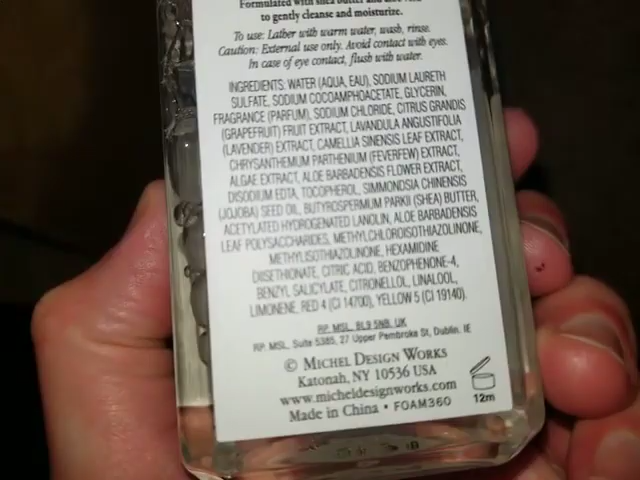 Formulated with shea butter and aloe vera
to gently cleanse and moisturize.
To use: Lather with warm water, wash, rinse.
Caution: External use only. Avoid contact with eyes.
In case of eye contact, flush with water.
INGREDIENTS: WATER (AQUA, EAU), SODIUM LAURETH
SULFATE, SODIUM COCOAMPHOACETATE, GLYCERIN,
FRAGRANCE (PARFUM), SODIUM CHLORIDE, CITRUS GRANDIS
(GRAPEFRUIT) FRUIT EXTRACT, LAVANDULA ANGUSTIFOLIA
(LAVENDER) EXTRACT, CAMELLIA SINENSIS LEAF EXTRACT,
CHRYSANTHEMUM PARTHENIUM (FEVERFEW) EXTRACT,
ALGAE EXTRACT, ALOE BARBADENSIS FLOWER EXTRACT,
DISODIUM EDTA, TOCOPHEROL, SIMMONDSIA CHINENSIS
(JOJOBA) SEED OIL, BUTYROSPERMUM PARKII (SHEA) BUTTER,
ACETYLATED HYDROGENATED LANOLIN, ALOE BARBADENSIS
LEAF POLYSACCHARIDES, METHYLCHLOROISOTHIAZOLINONE,
METHYLISOTHIAZOLINONE, HEXAMIDINE
DIISETHIONATE, CITRIC ACID, BENZOPHENONE-4,
BENZYL SALICYLATE, CITRONELLOL, LINALOOL,
LIMONENE, RED 4 (CI 14700), YELLOW 5 (CI 19140).
RP. MSL, BL9 5NB, UK
RP. MSL, Suite 5385, 27 Upper Pembroke St, Dublin, IE
© MICHEL DESIGN WORKS
Katonah, NY 10536 USA
www.micheldesignworks.com
Made in China • FOAM360
12m